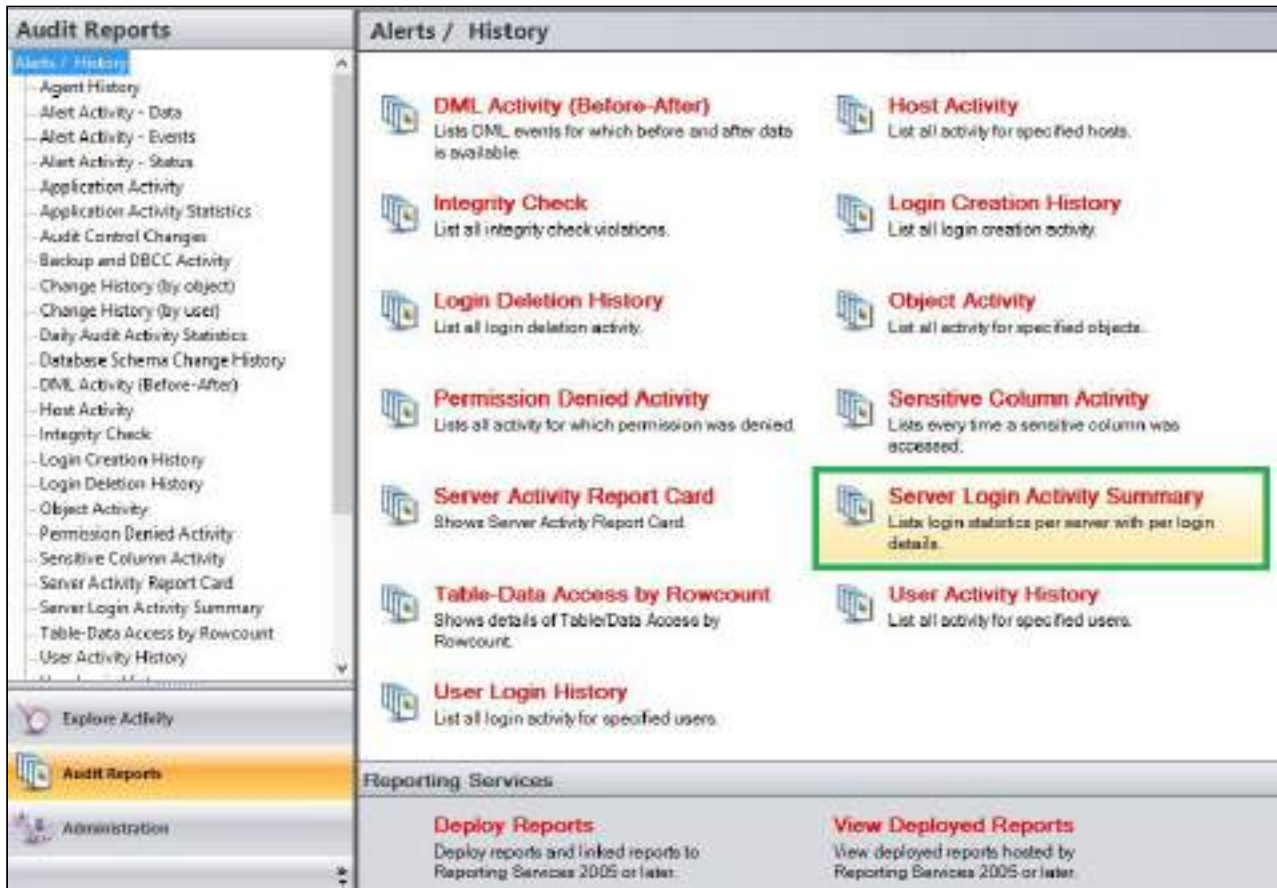 Audit Reports
Alerts / History
Agent History
Alert Activity - Data
Alert Activity - Events
Alert Activity - Status
Application Activity
Application Activity Statistics
Audit Control Changes
Backup and DBCC Activity
Change History (by object)
Change History (by user)
Daily Audit Activity Statistics
Database Schema Change History
DML Activity (Before-After)
Host Activity
Integrity Check
Login Creation History
Login Deletion History
Object Activity
Permission Denied Activity
Sensitive Column Activity
Server Activity Report Card
Server Login Activity Summary
Table-Data Access by Rowcount
User Activity History
Explore Activity
Audit Reports
Administration
Alerts / History
DML Activity (Before-After)
Lists DML events for which before and after data
is available.
Host Activity
List all activity for specified hosts.
Integrity Check
List all integrity check violations.
Login Creation History
List all login creation activity.
Login Deletion History
List all login deletion activity.
Object Activity
List all activity for specified objects.
Permission Denied Activity
Lists all activity for which permission was denied.
Sensitive Column Activity
Lists every time a sensitive column was
accessed.
Server Activity Report Card
Shows Server Activity Report Card.
Server Login Activity Summary
Lists login statistics per server with per login
details.
Table-Data Access by Rowcount
Shows details of Table/Data Access by
Rowcount.
User Activity History
List all activity for specified users.
User Login History
List all login activity for specified users.
Reporting Services
Deploy Reports
Deploy reports and linked reports to
Reporting Services 2005 or later.
View Deployed Reports
View deployed reports hosted by
Reporting Services 2005 or later.